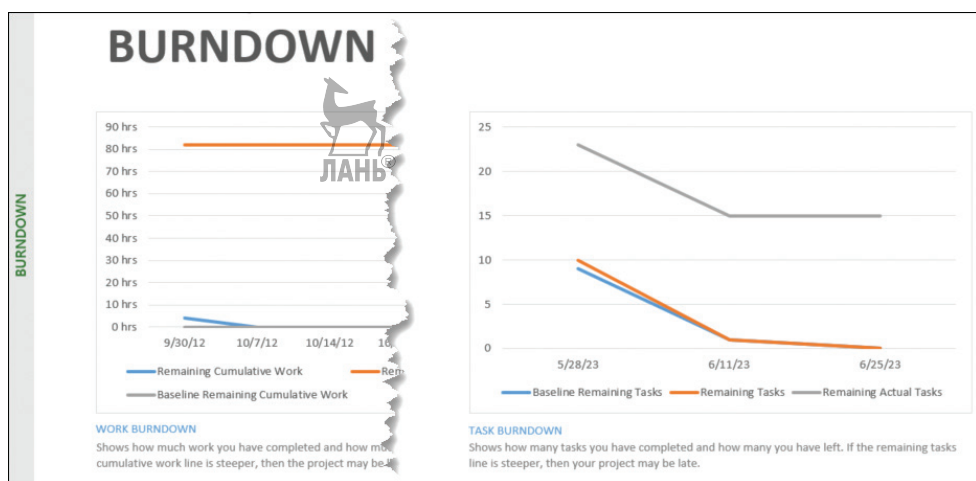 BURNDOWN
BURNDOWN
90 hrs
80 hrs
70 hrs
60 hrs
50 hrs
40 hrs
30 hrs
20 hrs
10 hrs
0 hrs
9/30/12 10/7/12 10/14/12
Remaining Cumulative Work
Baseline Remaining Cumulative Work
WORK BURNDOWN
Shows how much work you have completed and how
cumulative work line is steeper, then the project may be
ЛАНЬ®
25
20
15
10
5
0
5/28/23 6/11/23 6/25/23
Baseline Remaining Tasks Remaining Tasks Remaining Actual Tasks
TASK BURNDOWN
Shows how many tasks you have completed and how many you have left. If the remaining tasks
line is steeper, then your project may be late.